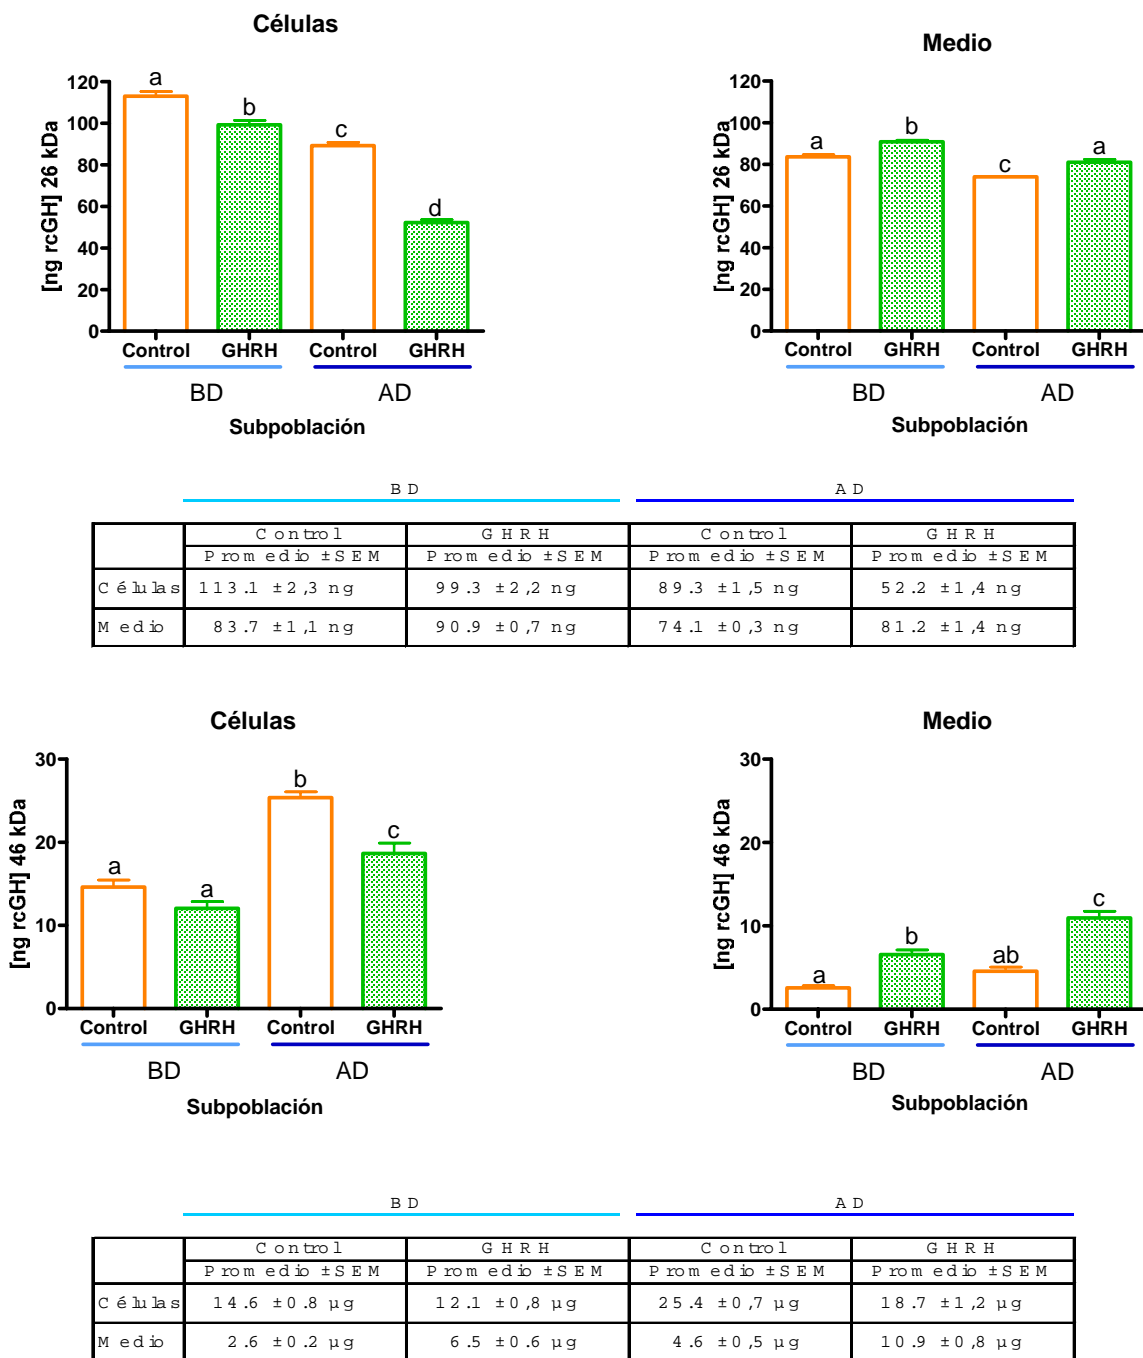 Células
Medio
[ng rcGH] 26 kDa
120
100
80
60
40
20
0
a
b
c
d
Control GHRH Control GHRH
BD AD
Subpoblación
[ng rcGH] 26 kDa
120
100
80
60
40
20
0
a
b
c
a
Control GHRH Control GHRH
BD AD
Subpoblación
BD AD
Control GHRH Control GHRH
Promedio ±SEM Promedio ±SEM Promedio ±SEM Promedio ±SEM
Células 113.1 ±2,3 ng 99.3 ±2,2 ng 89.3 ±1,5 ng 52.2 ±1,4 ng
Medio 83.7 ±1,1 ng 90.9 ±0,7 ng 74.1 ±0,3 ng 81.2 ±1,4 ng
Células
Medio
[ng rcGH] 46 kDa
30
20
10
0
a
a
b
c
Control GHRH Control GHRH
BD AD
Subpoblación
[ng rcGH] 46 kDa
30
20
10
0
a
b
ab
c
Control GHRH Control GHRH
BD AD
Subpoblación
BD AD
Control GHRH Control GHRH
Promedio ±SEM Promedio ±SEM Promedio ±SEM Promedio ±SEM
Células 14.6 ±0.8 µg 12.1 ±0,8 µg 25.4 ±0,7 µg 18.7 ±1,2 µg
Medio 2.6 ±0.2 µg 6.5 ±0.6 µg 4.6 ±0,5 µg 10.9 ±0,8 µg